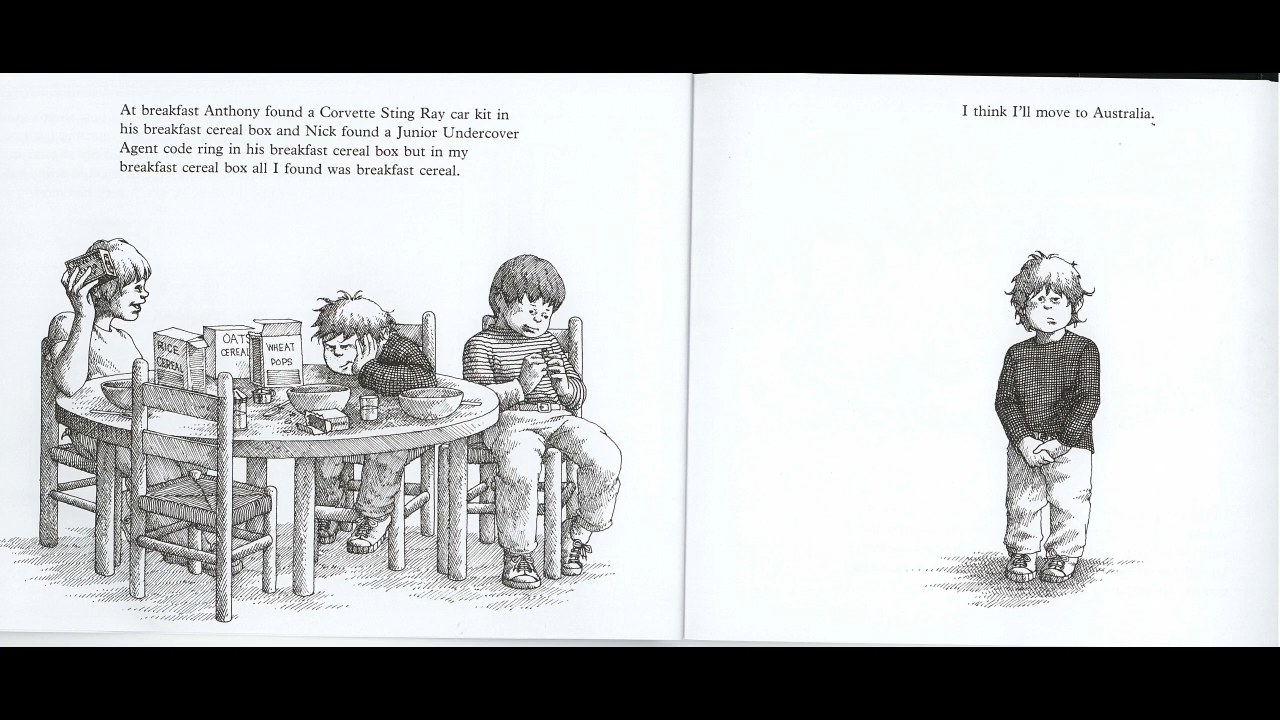 At breakfast Anthony found a Corvette Sting Ray car kit in
his breakfast cereal box and Nick found a Junior Undercover
Agent code ring in his breakfast cereal box but in my
breakfast cereal box all I found was breakfast cereal.
I think I'll move to Australia.
RICE
CEREAL
OATS
CEREAL
WHEAT
POPS